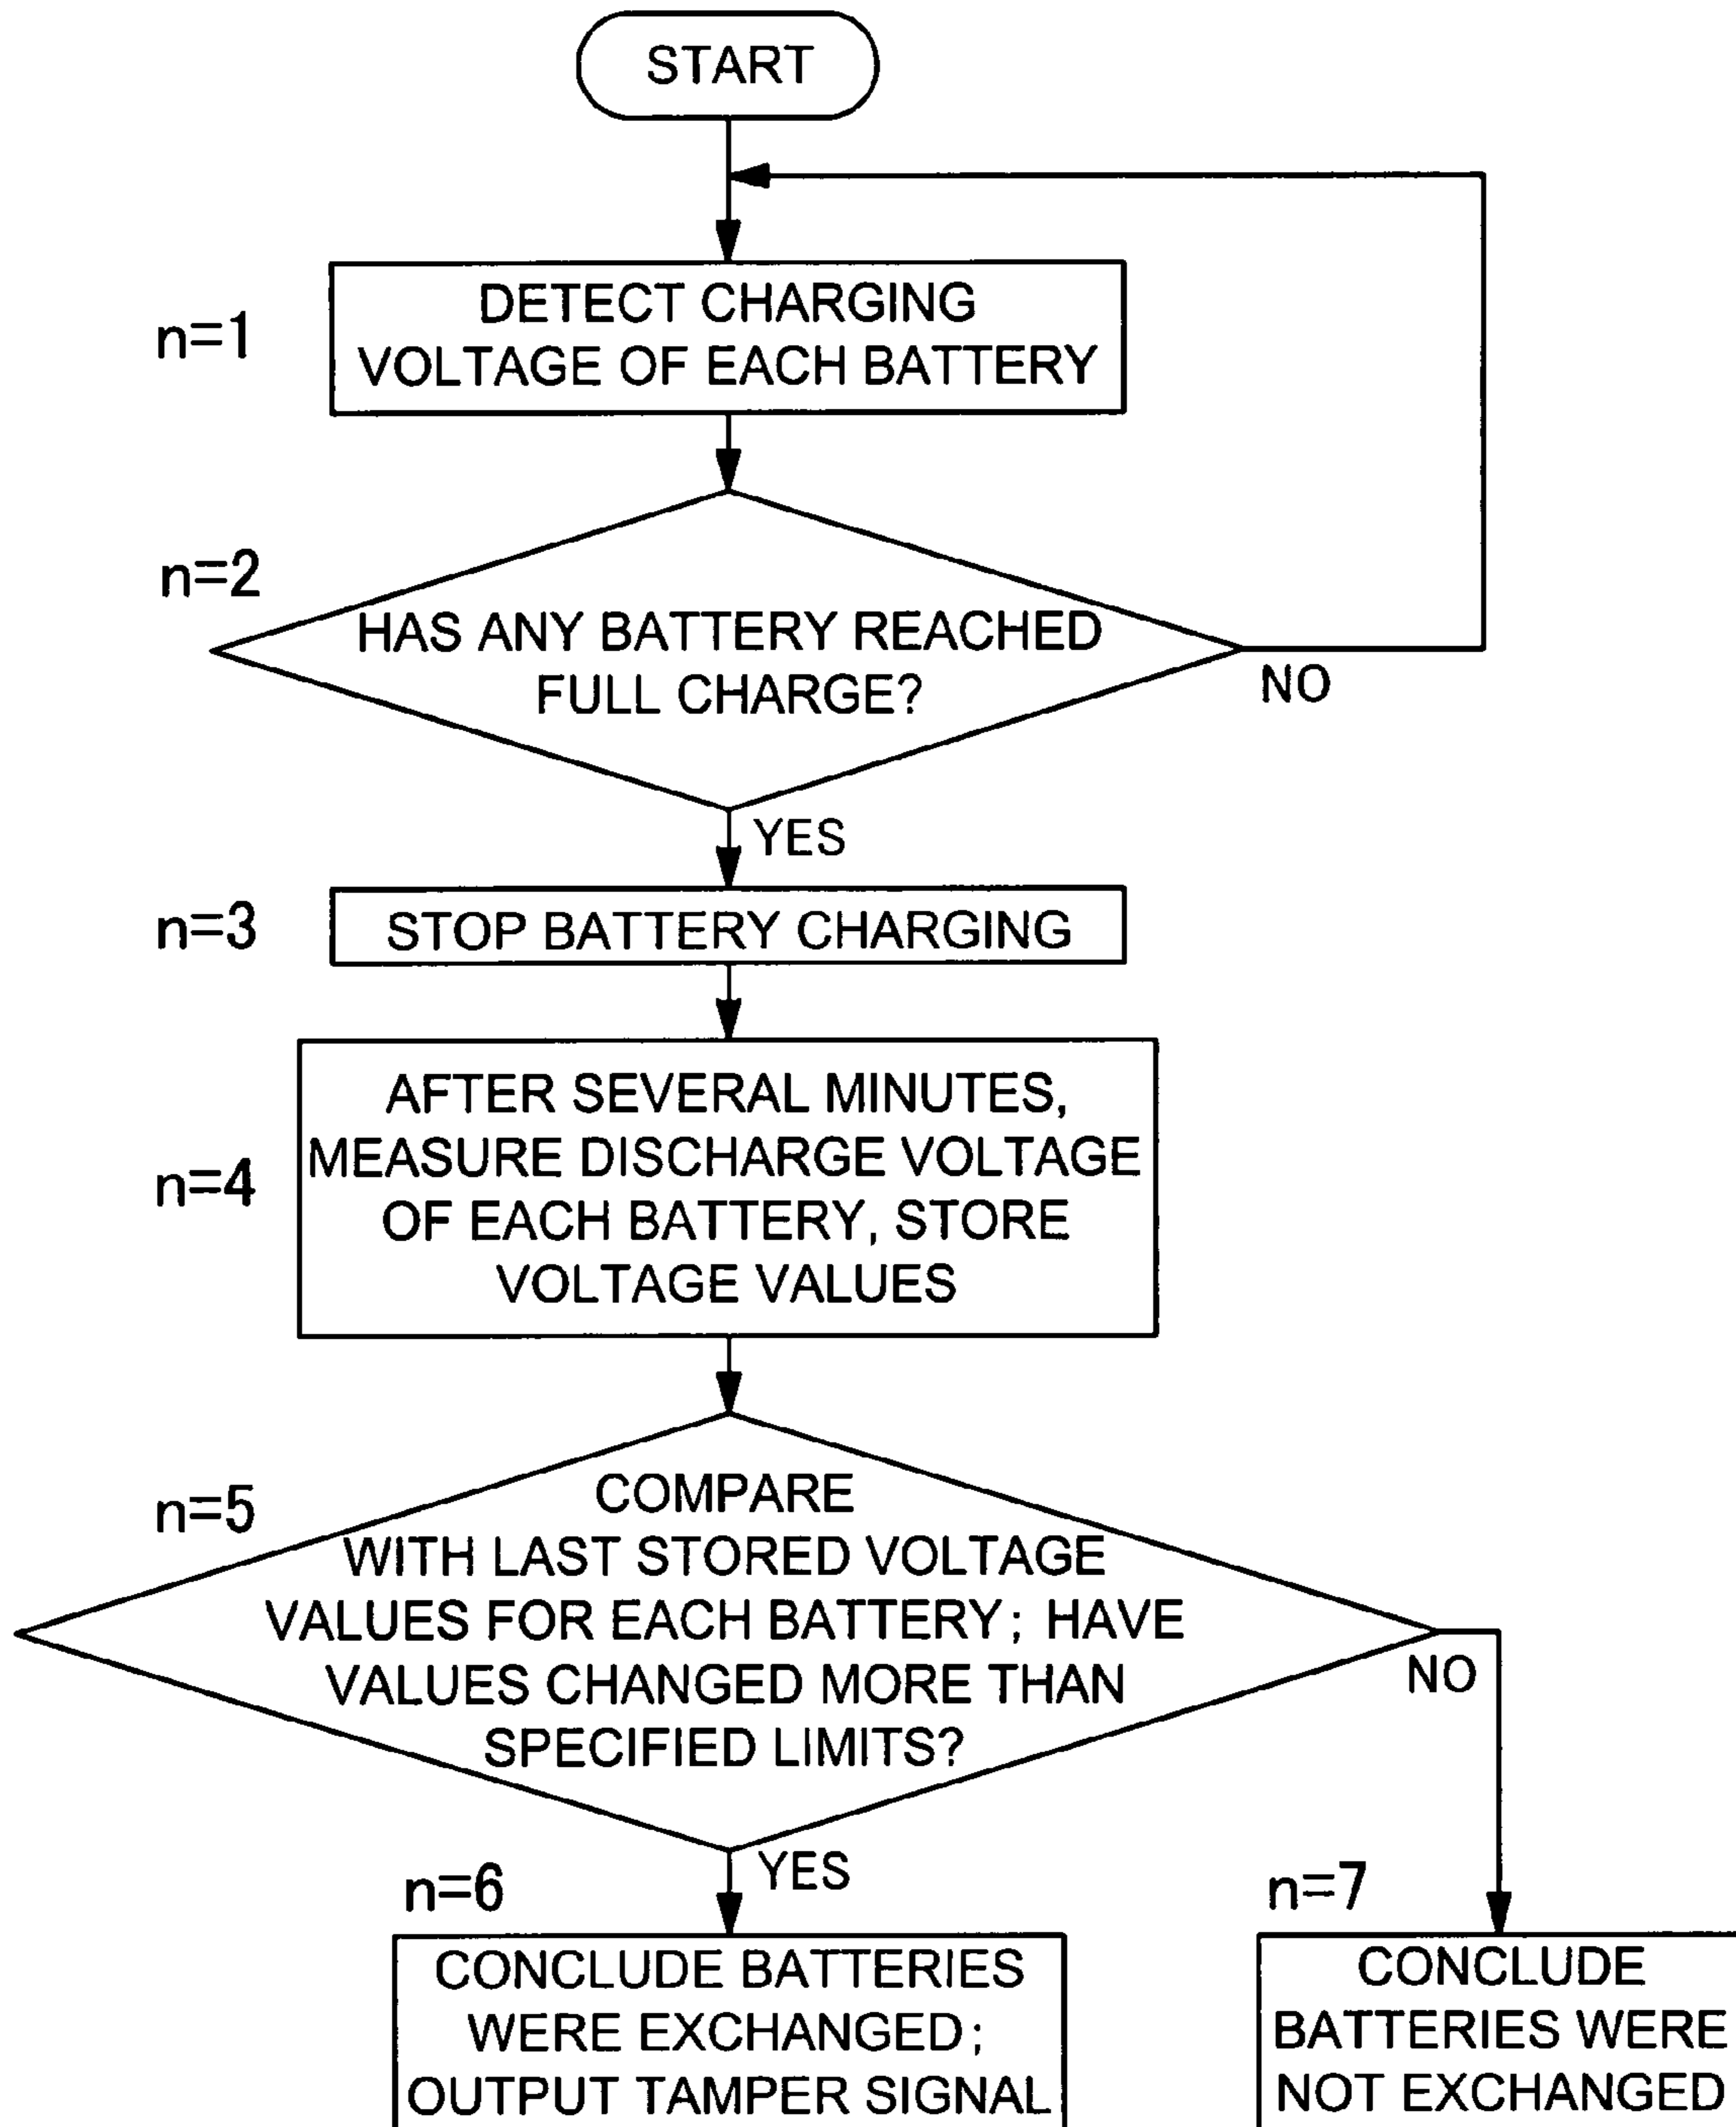 START
n=1
DETECT CHARGING
VOLTAGE OF EACH BATTERY
n=2
HAS ANY BATTERY REACHED
FULL CHARGE?
NO
YES
n=3
STOP BATTERY CHARGING
n=4
AFTER SEVERAL MINUTES,
MEASURE DISCHARGE VOLTAGE
OF EACH BATTERY, STORE
VOLTAGE VALUES
n=5
COMPARE
WITH LAST STORED VOLTAGE
VALUES FOR EACH BATTERY; HAVE
VALUES CHANGED MORE THAN
SPECIFIED LIMITS?
NO
YES
n=6
CONCLUDE BATTERIES
WERE EXCHANGED;
OUTPUT TAMPER SIGNAL
n=7
CONCLUDE
BATTERIES WERE
NOT EXCHANGED